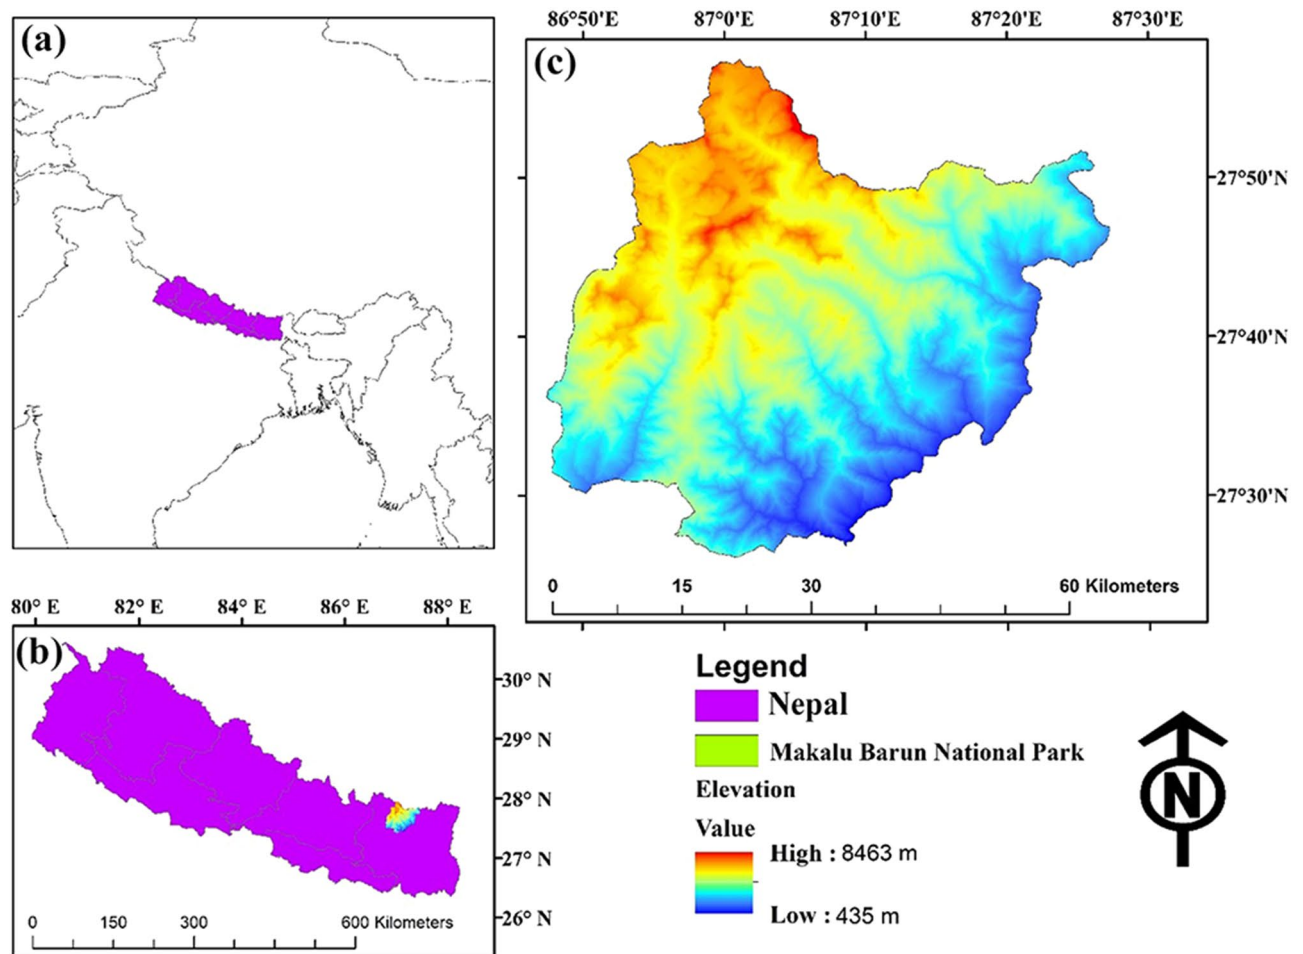 (a)
86°50'E 87°0'E 87°10'E 87°20'E 87°30'E
(c)
27°50'N
27°40'N
27°30'N
0 15 30 60 Kilometers
80° E 82° E 84° E 86° E 88° E
(b)
30° N
29° N
28° N
27° N
26° N
0 150 300 600 Kilometers
Legend
Nepal
Makalu Barun National Park
Elevation
Value
High : 8463 m
Low : 435 m
N